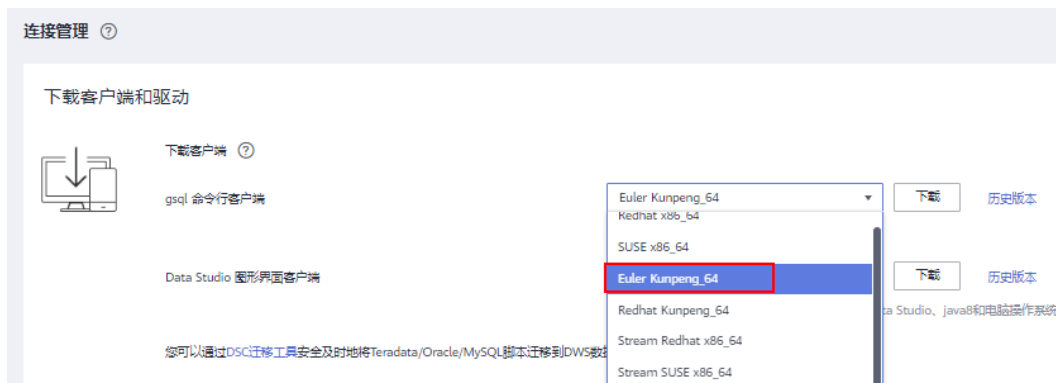 连接管理
下载客户端和驱动
下载客户端
gsql 命令行客户端
Euler Kunpeng_64
下载
历史版本
Redhat x86_64
SUSE x86_64
Data Studio 图形界面客户端
Euler Kunpeng_64
下载
历史版本
Redhat Kunpeng_64
ta Studio、java8和电脑操作系统
Stream Redhat x86_64
您可以通过DSC迁移工具安全及时地将Teradata/Oracle/MySQL脚本迁移到DWS数据
Stream SUSE x86_64